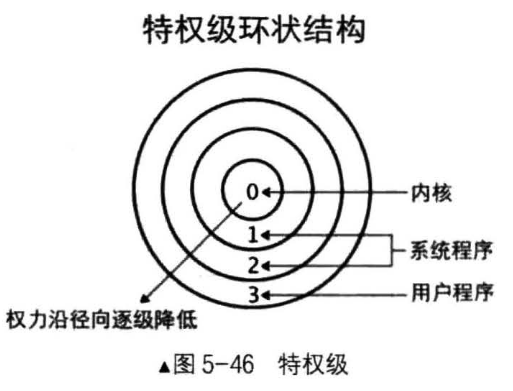 特权级环状结构
0
内核
1
系统程序
2
3
用户程序
权力沿径向逐级降低
▲图 5-46 特权级